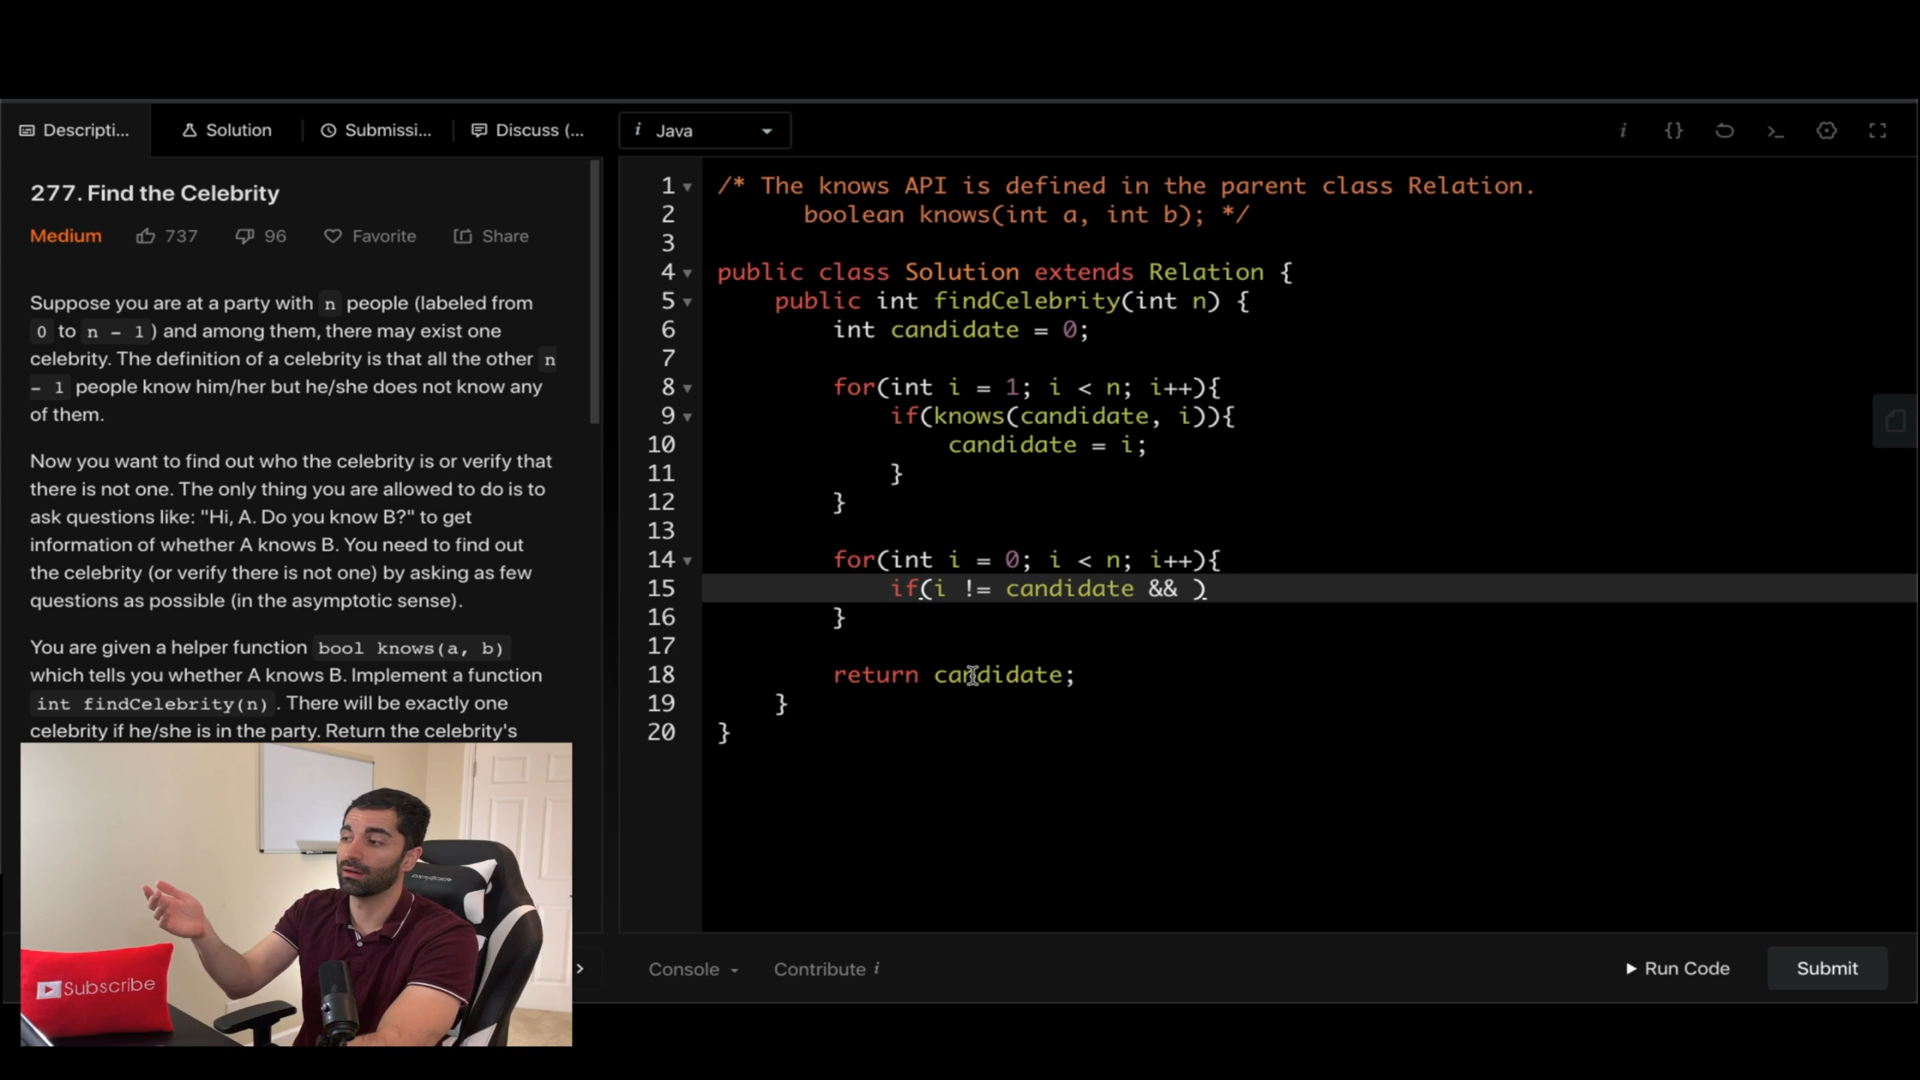 Descripti...
Solution
Submissi...
Discuss (...
i Java
277. Find the Celebrity
Medium 737 96 Favorite Share
Suppose you are at a party with n people (labeled from
0 to n - 1 ) and among them, there may exist one
celebrity. The definition of a celebrity is that all the other n
- 1 people know him/her but he/she does not know any
of them.
Now you want to find out who the celebrity is or verify that
there is not one. The only thing you are allowed to do is to
ask questions like: "Hi, A. Do you know B?" to get
information of whether A knows B. You need to find out
the celebrity (or verify there is not one) by asking as few
questions as possible (in the asymptotic sense).
You are given a helper function bool knows(a, b)
which tells you whether A knows B. Implement a function
int findCelebrity(n) . There will be exactly one
celebrity if he/she is in the party. Return the celebrity's
1 /* The knows API is defined in the parent class Relation.
2 boolean knows(int a, int b); */
3
4 public class Solution extends Relation {
5 public int findCelebrity(int n) {
6 int candidate = 0;
7
8 for(int i = 1; i < n; i++){
9 if(knows(candidate, i)){
10 candidate = i;
11 }
12 }
13
14 for(int i = 0; i < n; i++){
15 if(i != candidate && )
16 }
17
18 return candidate;
19 }
20 }
Subscribe
Console
Contribute i
Run Code
Submit